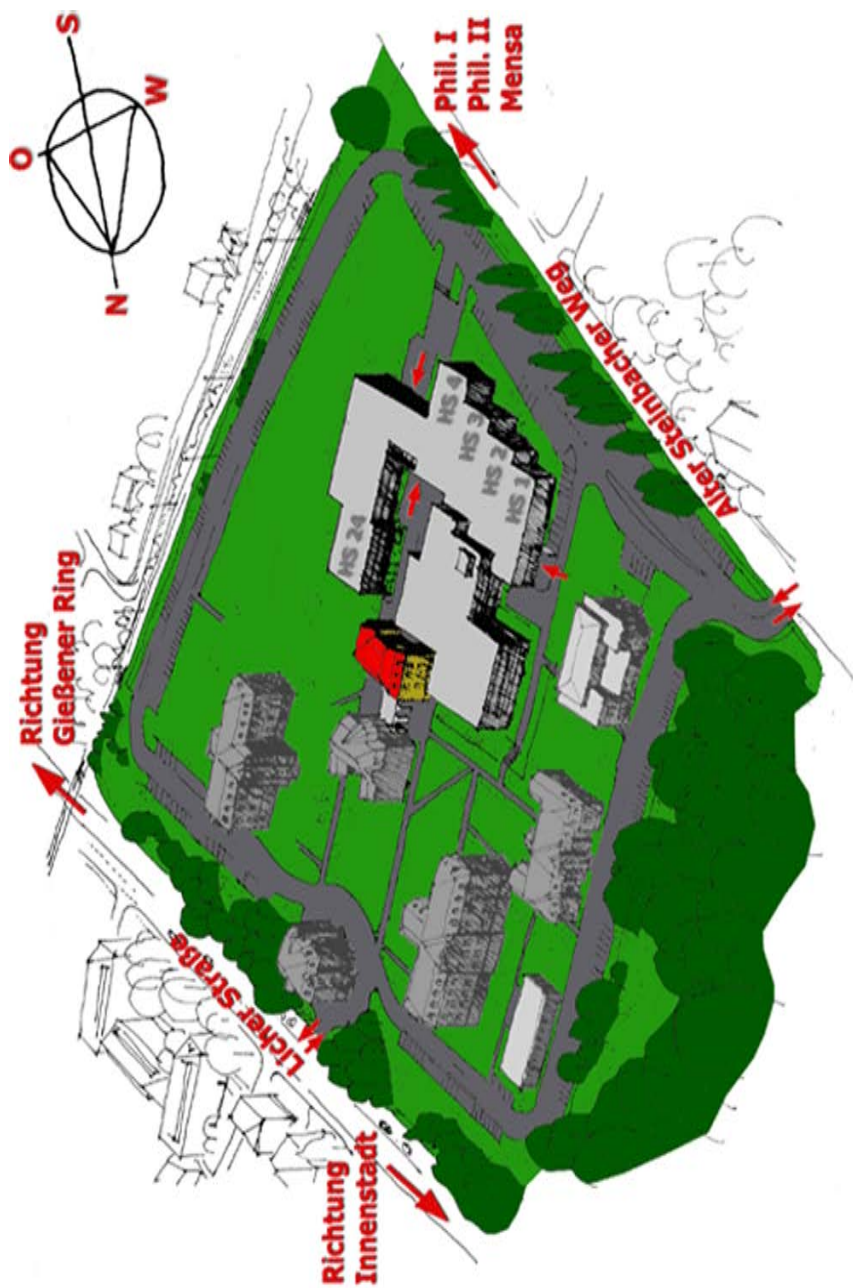 S
O
W
N
Phil. I
Phil. II
Mensa
Alter Steinbacher Weg
HS 4
HS 3
HS 2
HS 1
HS 24
Richtung
Gießener Ring
Licher Straße
Richtung
Innenstadt